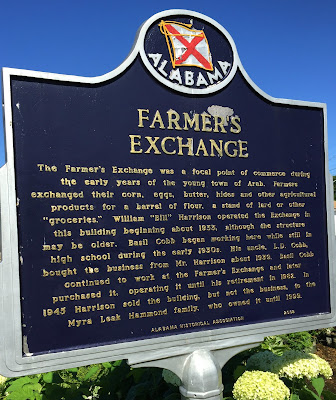 ALABAMA
FARMER'S
EXCHANGE
The Farmer's Exchange was a focal point of commerce during
the early years of the young town of Arab. Farmers
exchanged their corn, eggs, butter, hides and other agricultural
products for a barrel of flour, a stand of lard or other
"groceries." William "Bill" Harrison operated the Exchange in
this building beginning about 1933, although the structure
may be older. Basil Cobb began working here while still in
high school during the early 1930s. His uncle, L.D. Cobb,
bought the business from Mr. Harrison about 1939. Basil Cobb
continued to work at the Farmer's Exchange and later
purchased it, operating it until his retirement in 1982. In
1945 Harrison sold the building, but not the business, to the
Myra Leak Hammond family, who owned it until 1999.
ALABAMA HISTORICAL ASSOCIATION